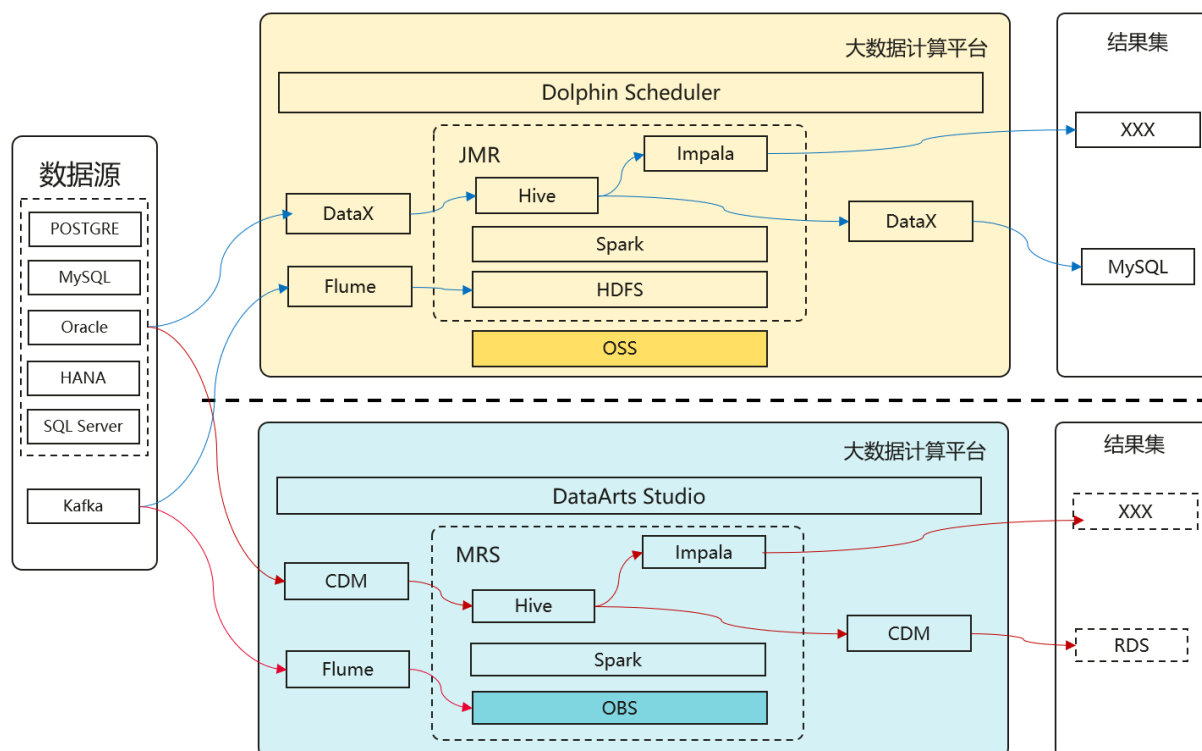 数据源
POSTGRE
MySQL
Oracle
HANA
SQL Server
Kafka
大数据计算平台
Dolphin Scheduler
JMR
Impala
Hive
DataX
DataX
Spark
Flume
HDFS
OSS
结果集
XXX
MySQL
大数据计算平台
DataArts Studio
MRS
Impala
CDM
Hive
CDM
Spark
Flume
OBS
结果集
XXX
RDS